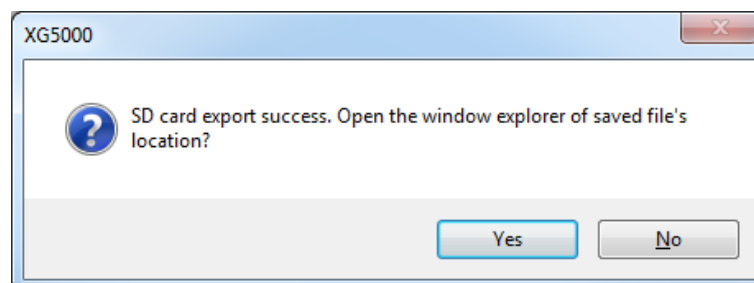 XG5000
SD card export success. Open the window explorer of saved file's
location?
Yes
No